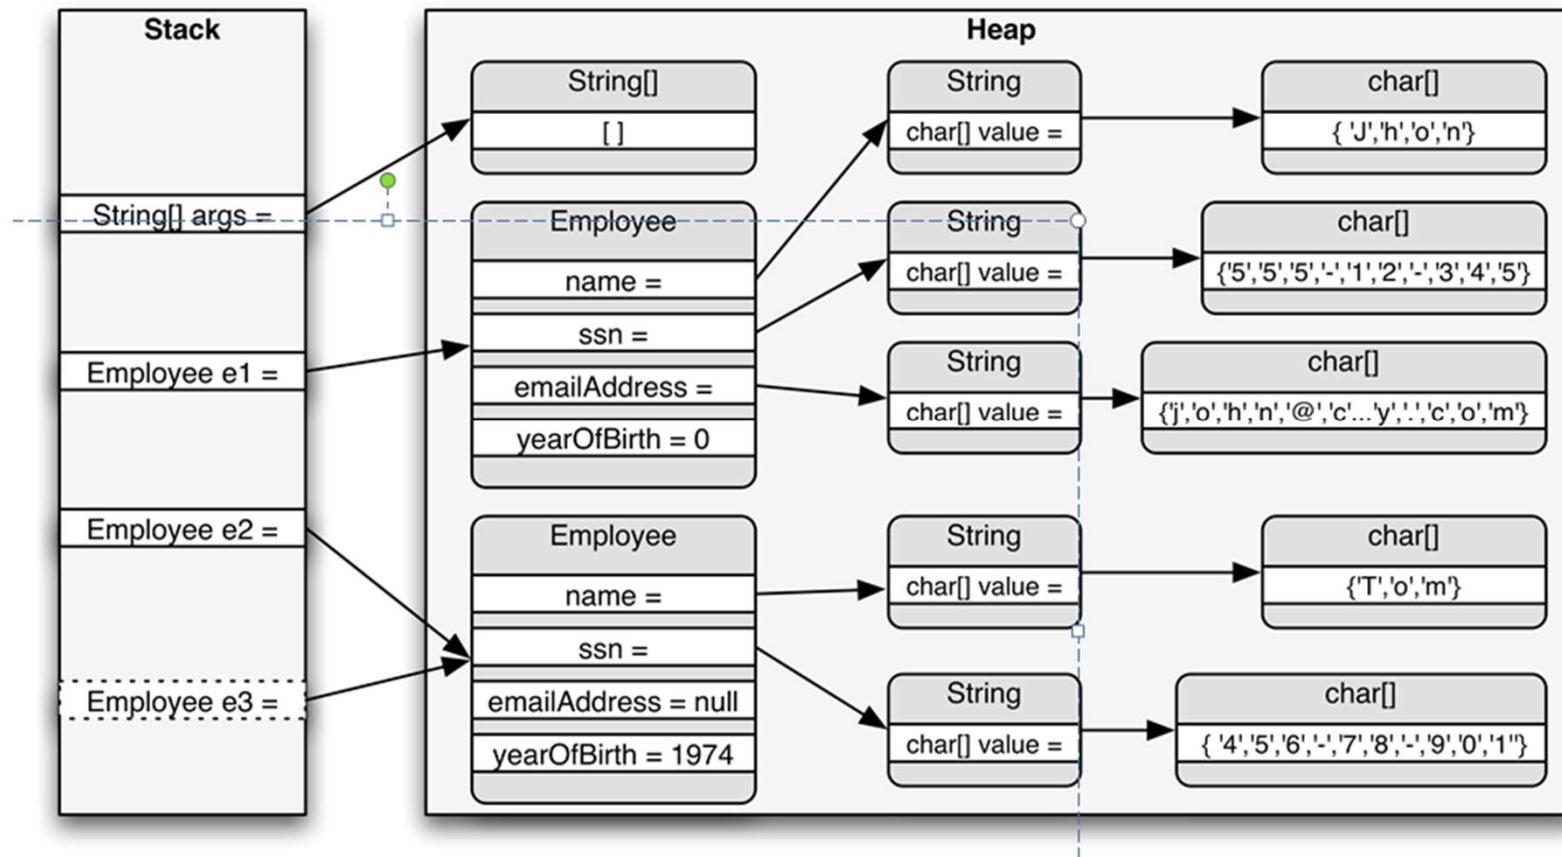 Stack
Heap
String[]
[ ]
String
char[] value =
char[]
{ 'J','h','o','n'}
String[] args =
Employee
name =
ssn =
emailAddress =
yearOfBirth = 0
String
char[] value =
char[]
{'5','5','5','-','1','2','-','3','4','5'}
Employee e1 =
String
char[] value =
char[]
{'j','o','h','n','@','c'...'y','.','c','o','m'}
Employee e2 =
Employee
name =
ssn =
emailAddress = null
yearOfBirth = 1974
String
char[] value =
char[]
{'T','o','m'}
Employee e3 =
String
char[] value =
char[]
{ '4','5','6','-','7','8','-','9','0','1"}